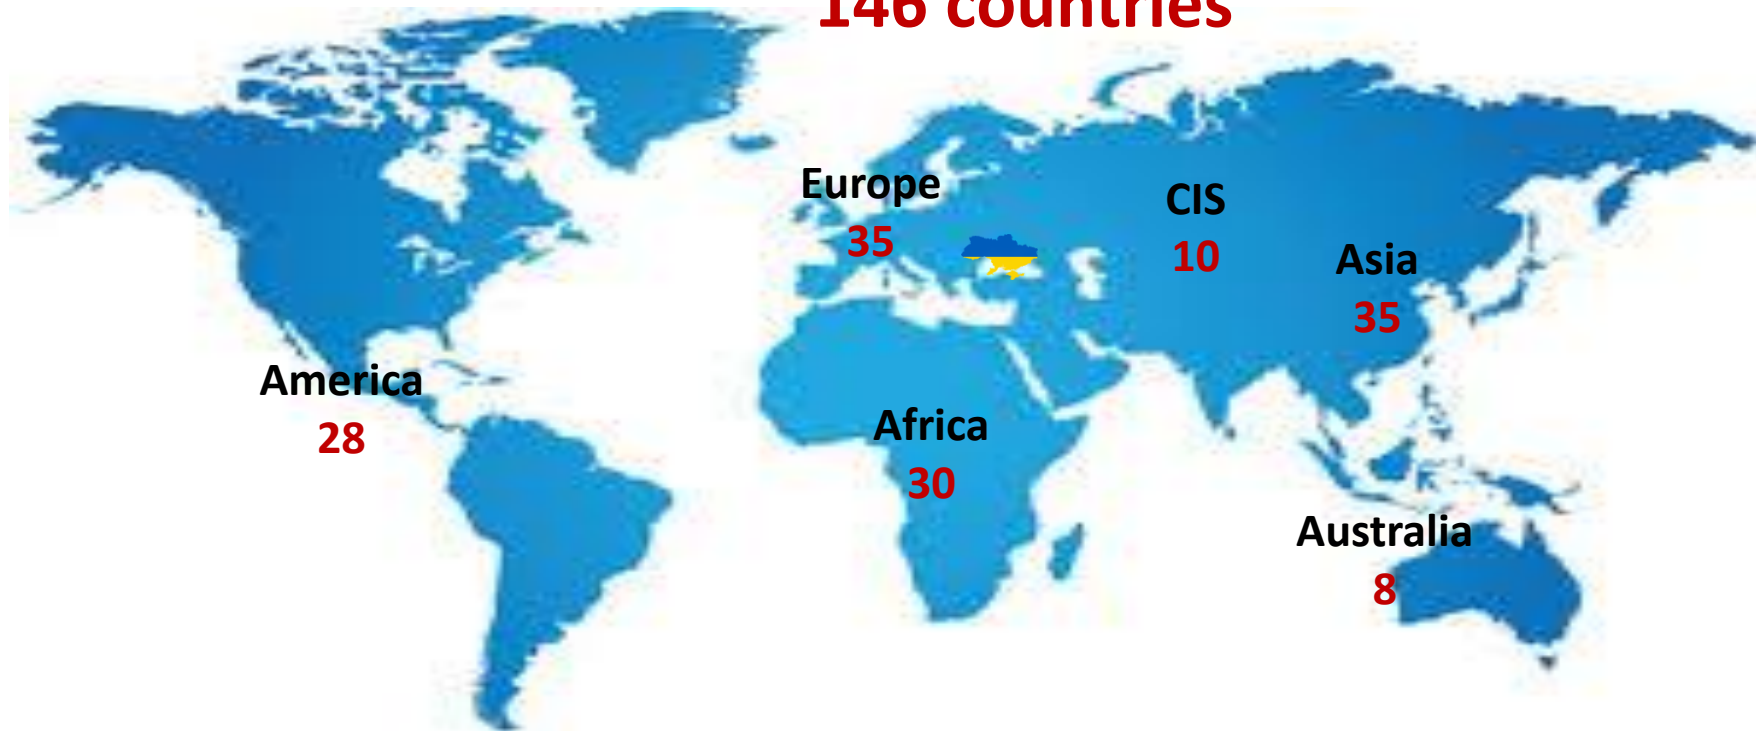 146 countries
Europe
35
CIS
10
Asia
35
America
28
Africa
30
Australia
8